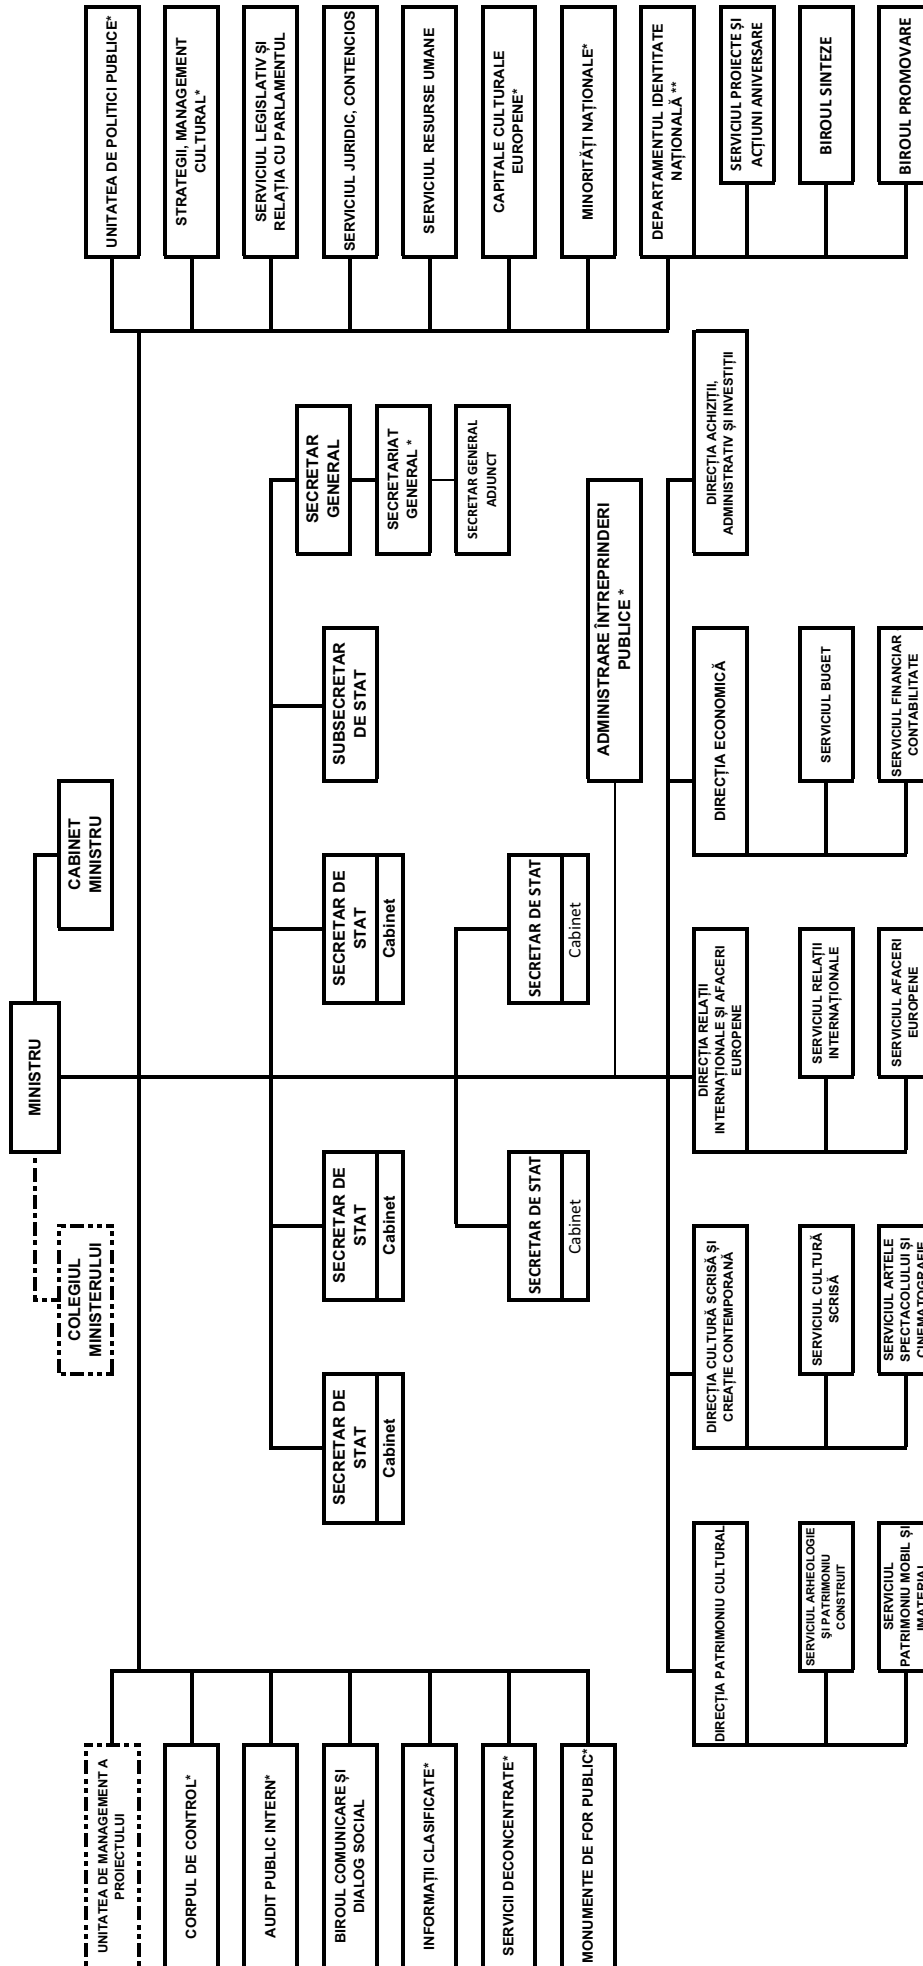 MINISTRU
COLEGIUL
MINISTERULUI
CABINET
MINISTRU
UNITATEA DE MANAGEMENT A
PROIECTULUI
CORPUL DE CONTROL*
AUDIT PUBLIC INTERN*
BIROUL COMUNICARE ȘI
DIALOG SOCIAL
INFORMAȚII CLASIFICATE*
SERVICII DECONCENTRATE*
MONUMENTE DE FOR PUBLIC*
SECRETAR DE
STAT
Cabinet
SECRETAR DE
STAT
Cabinet
SECRETAR DE
STAT
Cabinet
SUBSECRETAR
DE STAT
SECRETAR
GENERAL
SECRETARIAT
GENERAL *
SECRETAR GENERAL
ADJUNCT
SECRETAR DE STAT
Cabinet
SECRETAR DE STAT
Cabinet
ADMINISTRARE ÎNTREPRINDERI
PUBLICE *
UNITATEA DE POLITICI PUBLICE*
STRATEGII, MANAGEMENT
CULTURAL*
SERVICIUL LEGISLATIV ȘI
RELAȚIA CU PARLAMENTUL
SERVICIUL JURIDIC, CONTENCIOS
SERVICIUL RESURSE UMANE
CAPITALE CULTURALE
EUROPENE*
MINORITĂȚI NAȚIONALE*
DEPARTAMENTUL IDENTITATE
NAȚIONALĂ **
SERVICIUL PROIECTE ȘI
ACȚIUNI ANIVERSARE
BIROUL SINTEZE
BIROUL PROMOVARE
DIRECȚIA PATRIMONIU CULTURAL
SERVICIUL ARHEOLOGIE
ȘI PATRIMONIU
CONSTRUIT
SERVICIUL
PATRIMONIU MOBIL ȘI
IMATERIAL
DIRECȚIA CULTURĂ SCRISĂ ȘI
CREAȚIE CONTEMPORANĂ
SERVICIUL CULTURĂ
SCRISĂ
SERVICIUL ARTELE
SPECTACOLULUI ȘI
CINEMATOGRAFIE
DIRECȚIA RELAȚII
INTERNAȚIONALE ȘI AFACERI
EUROPENE
SERVICIUL RELAȚII
INTERNAȚIONALE
SERVICIUL AFACERI
EUROPENE
DIRECȚIA ECONOMICĂ
SERVICIUL BUGET
SERVICIUL FINANCIAR
CONTABILITATE
DIRECȚIA ACHIZIȚII,
ADMINISTRATIV ȘI INVESTIȚII